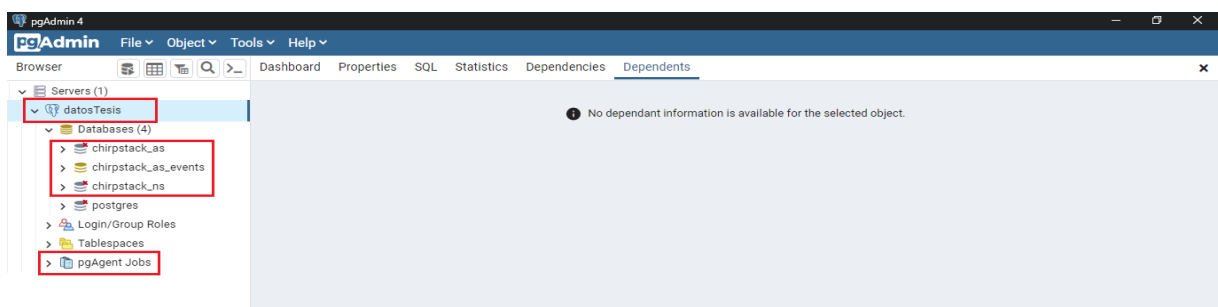 pgAdmin 4
pgAdmin File Object Tools Help
Browser Dashboard Properties SQL Statistics Dependencies Dependents
Servers (1)
datosTesis
No dependant information is available for the selected object.
Databases (4)
chirpstack_as
chirpstack_as_events
chirpstack_ns
postgres
Login/Group Roles
Tablespaces
pgAgent Jobs